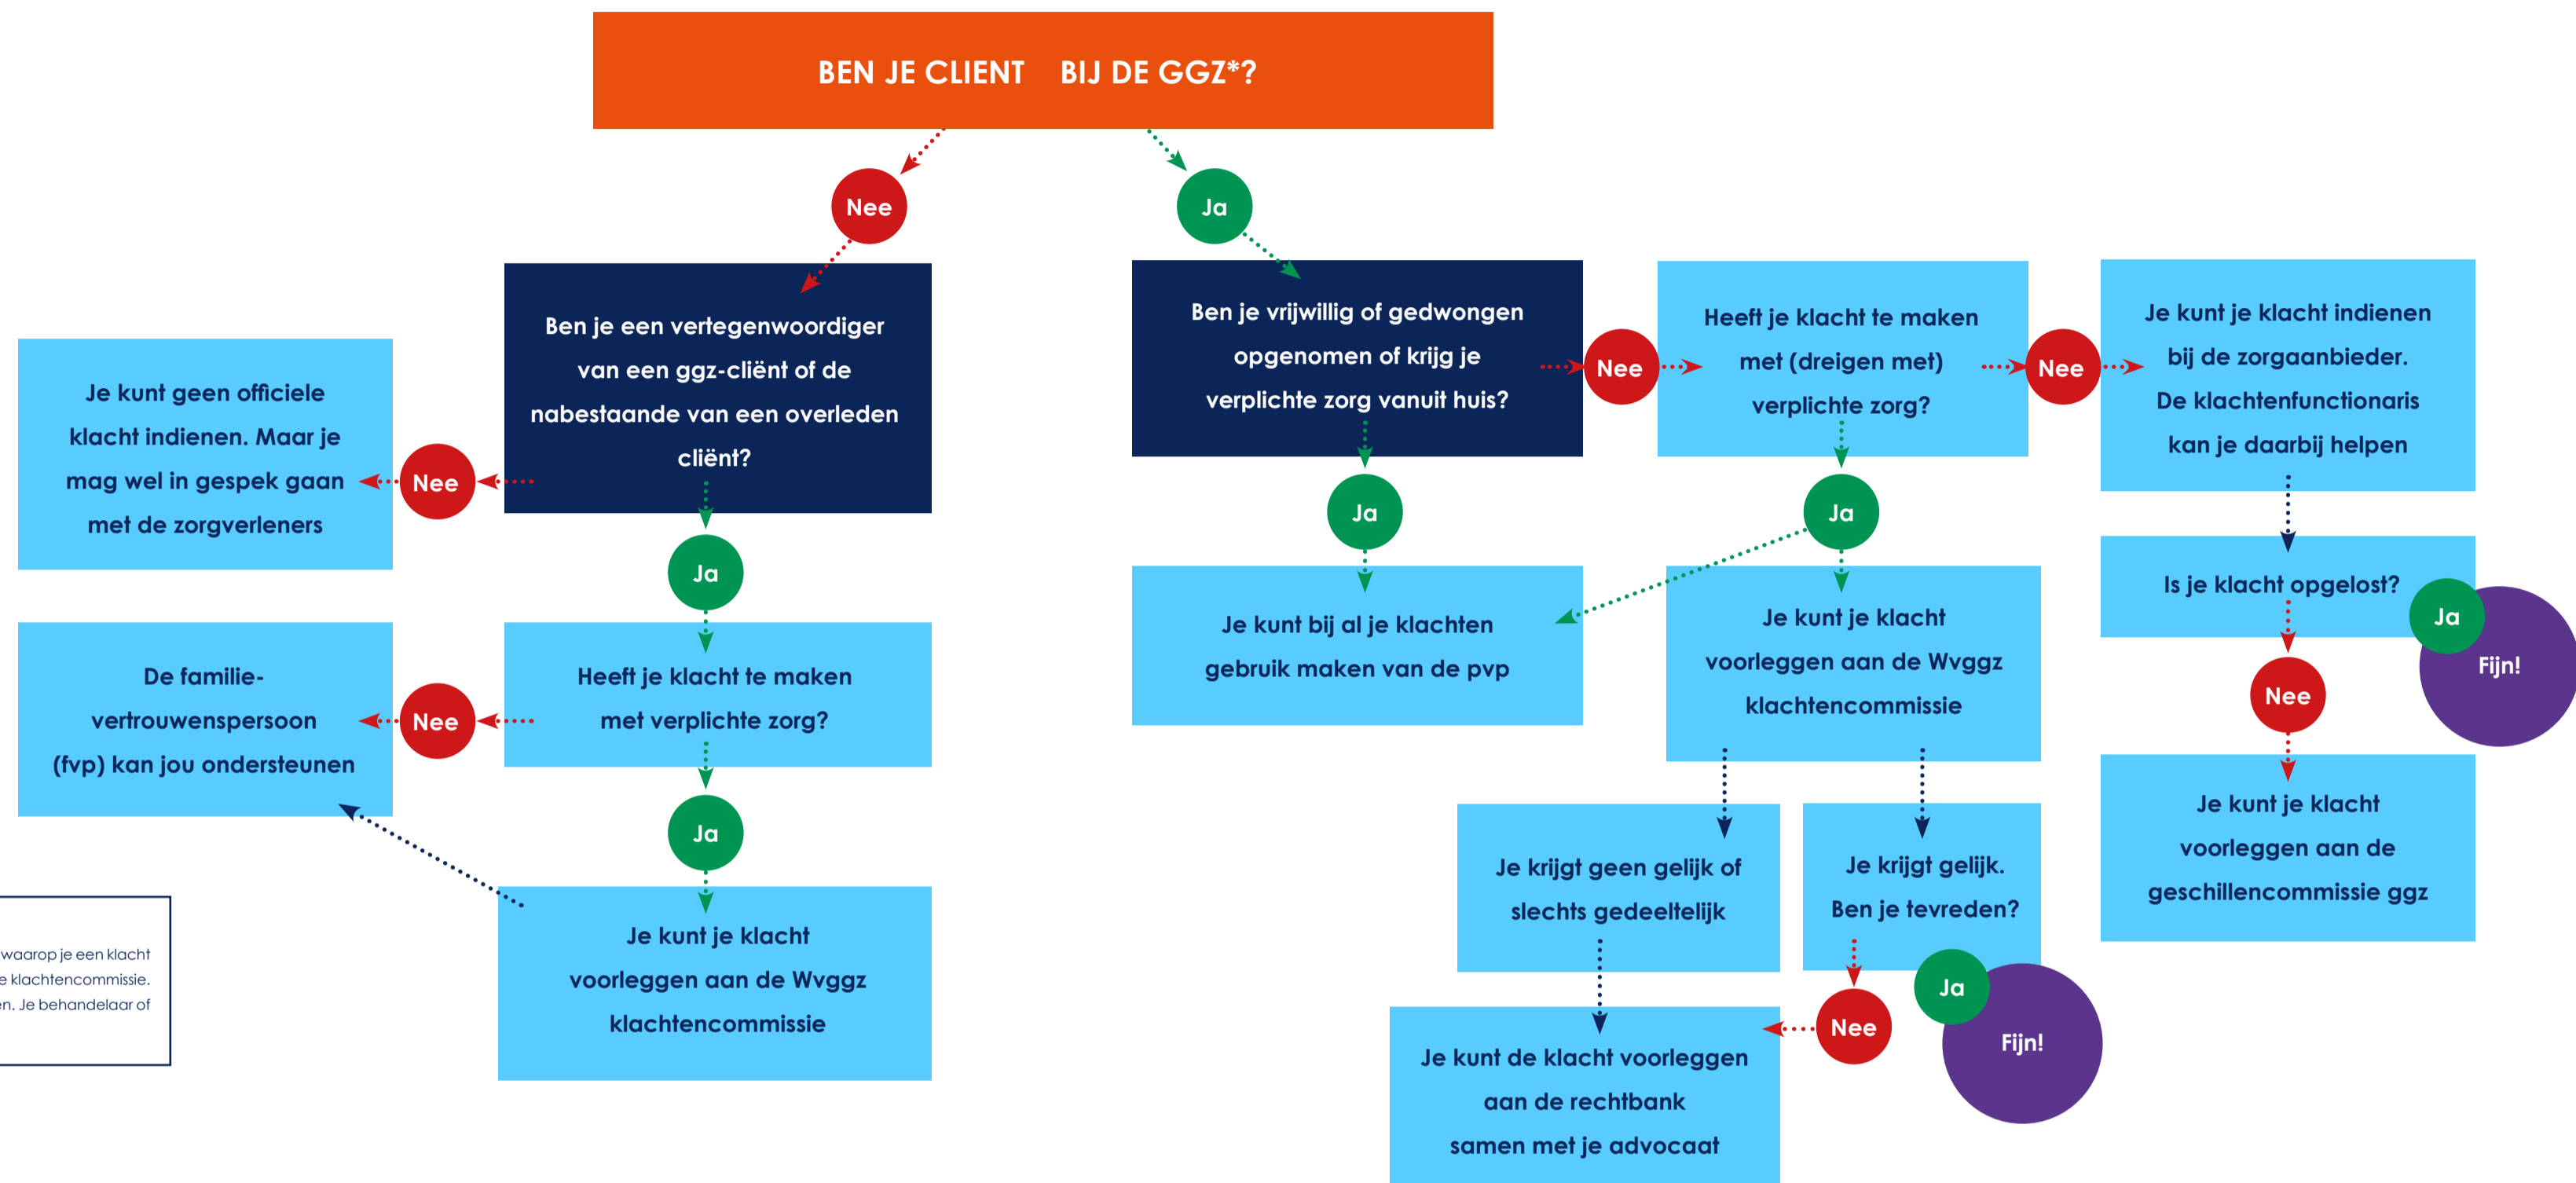 BEN JE CLIENT BIJ DE GGZ*?
Nee
Ja
Ben je een vertegenwoordiger
van een ggz-cliënt of de
nabestaande van een overleden
cliënt?
Nee
Je kunt geen officiele
klacht indienen. Maar je
mag wel in gespek gaan
met de zorgverleners
Ja
Heeft je klacht te maken
met verplichte zorg?
Nee
De familie-
vertrouwenspersoon
(fvp) kan jou ondersteunen
Ja
Je kunt je klacht
voorleggen aan de Wvggz
klachtencommissie
waarop je een klacht
e klachtencommissie.
en. Je behandelaar of
Ben je vrijwillig of gedwongen
opgenomen of krijg je
verplichte zorg vanuit huis?
Nee
Ja
Je kunt bij al je klachten
gebruik maken van de pvp
Heeft je klacht te maken
met (dreigen met)
verplichte zorg?
Nee
Ja
Je kunt je klacht
voorleggen aan de Wvggz
klachtencommissie
Je krijgt geen gelijk of
slechts gedeeltelijk
Je krijgt gelijk.
Ben je tevreden?
Ja
Fijn!
Nee
Je kunt de klacht voorleggen
aan de rechtbank
samen met je advocaat
Je kunt je klacht indienen
bij de zorgaanbieder.
De klachtenfunctionaris
kan je daarbij helpen
Is je klacht opgelost?
Ja
Fijn!
Nee
Je kunt je klacht
voorleggen aan de
geschillencommissie ggz